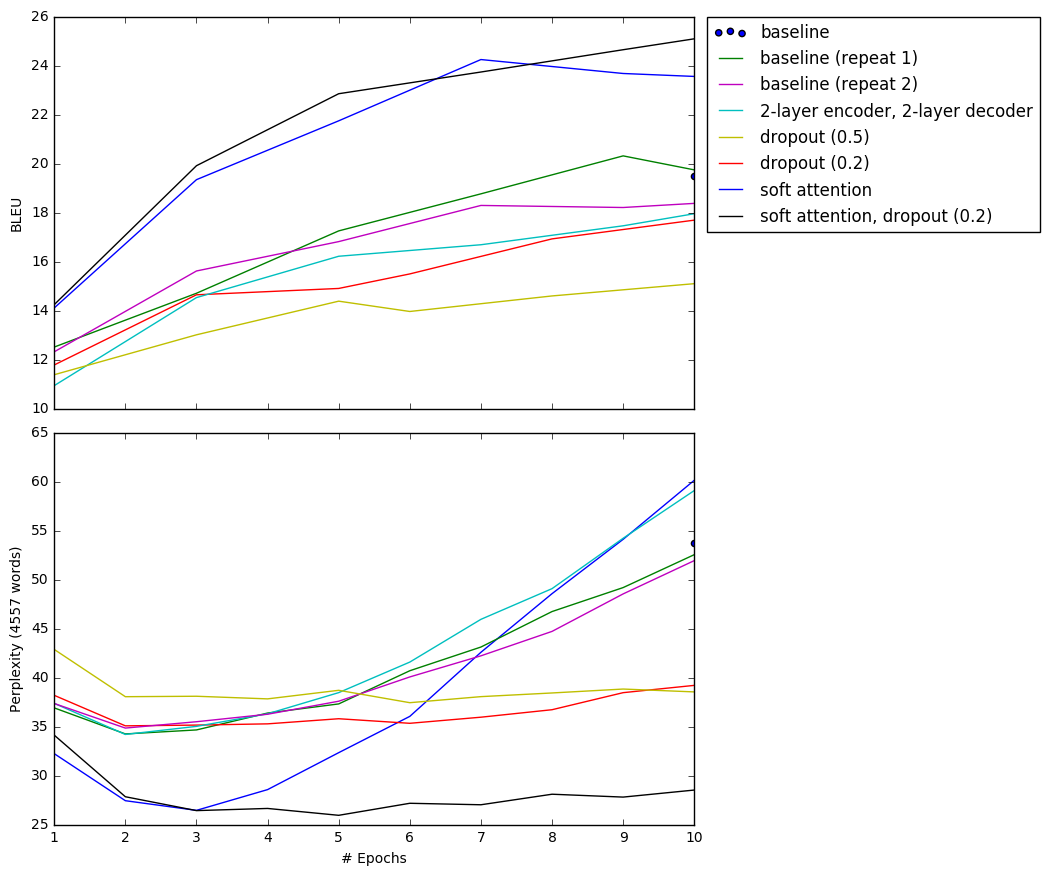 26
24
22
20
18
16
14
12
10
BLEU
baseline
baseline (repeat 1)
baseline (repeat 2)
2-layer encoder, 2-layer decoder
dropout (0.5)
dropout (0.2)
soft attention
soft attention, dropout (0.2)
65
60
55
50
45
40
35
30
25
Perplexity (4557 words)
1 2 3 4 5 6 7 8 9 10
# Epochs